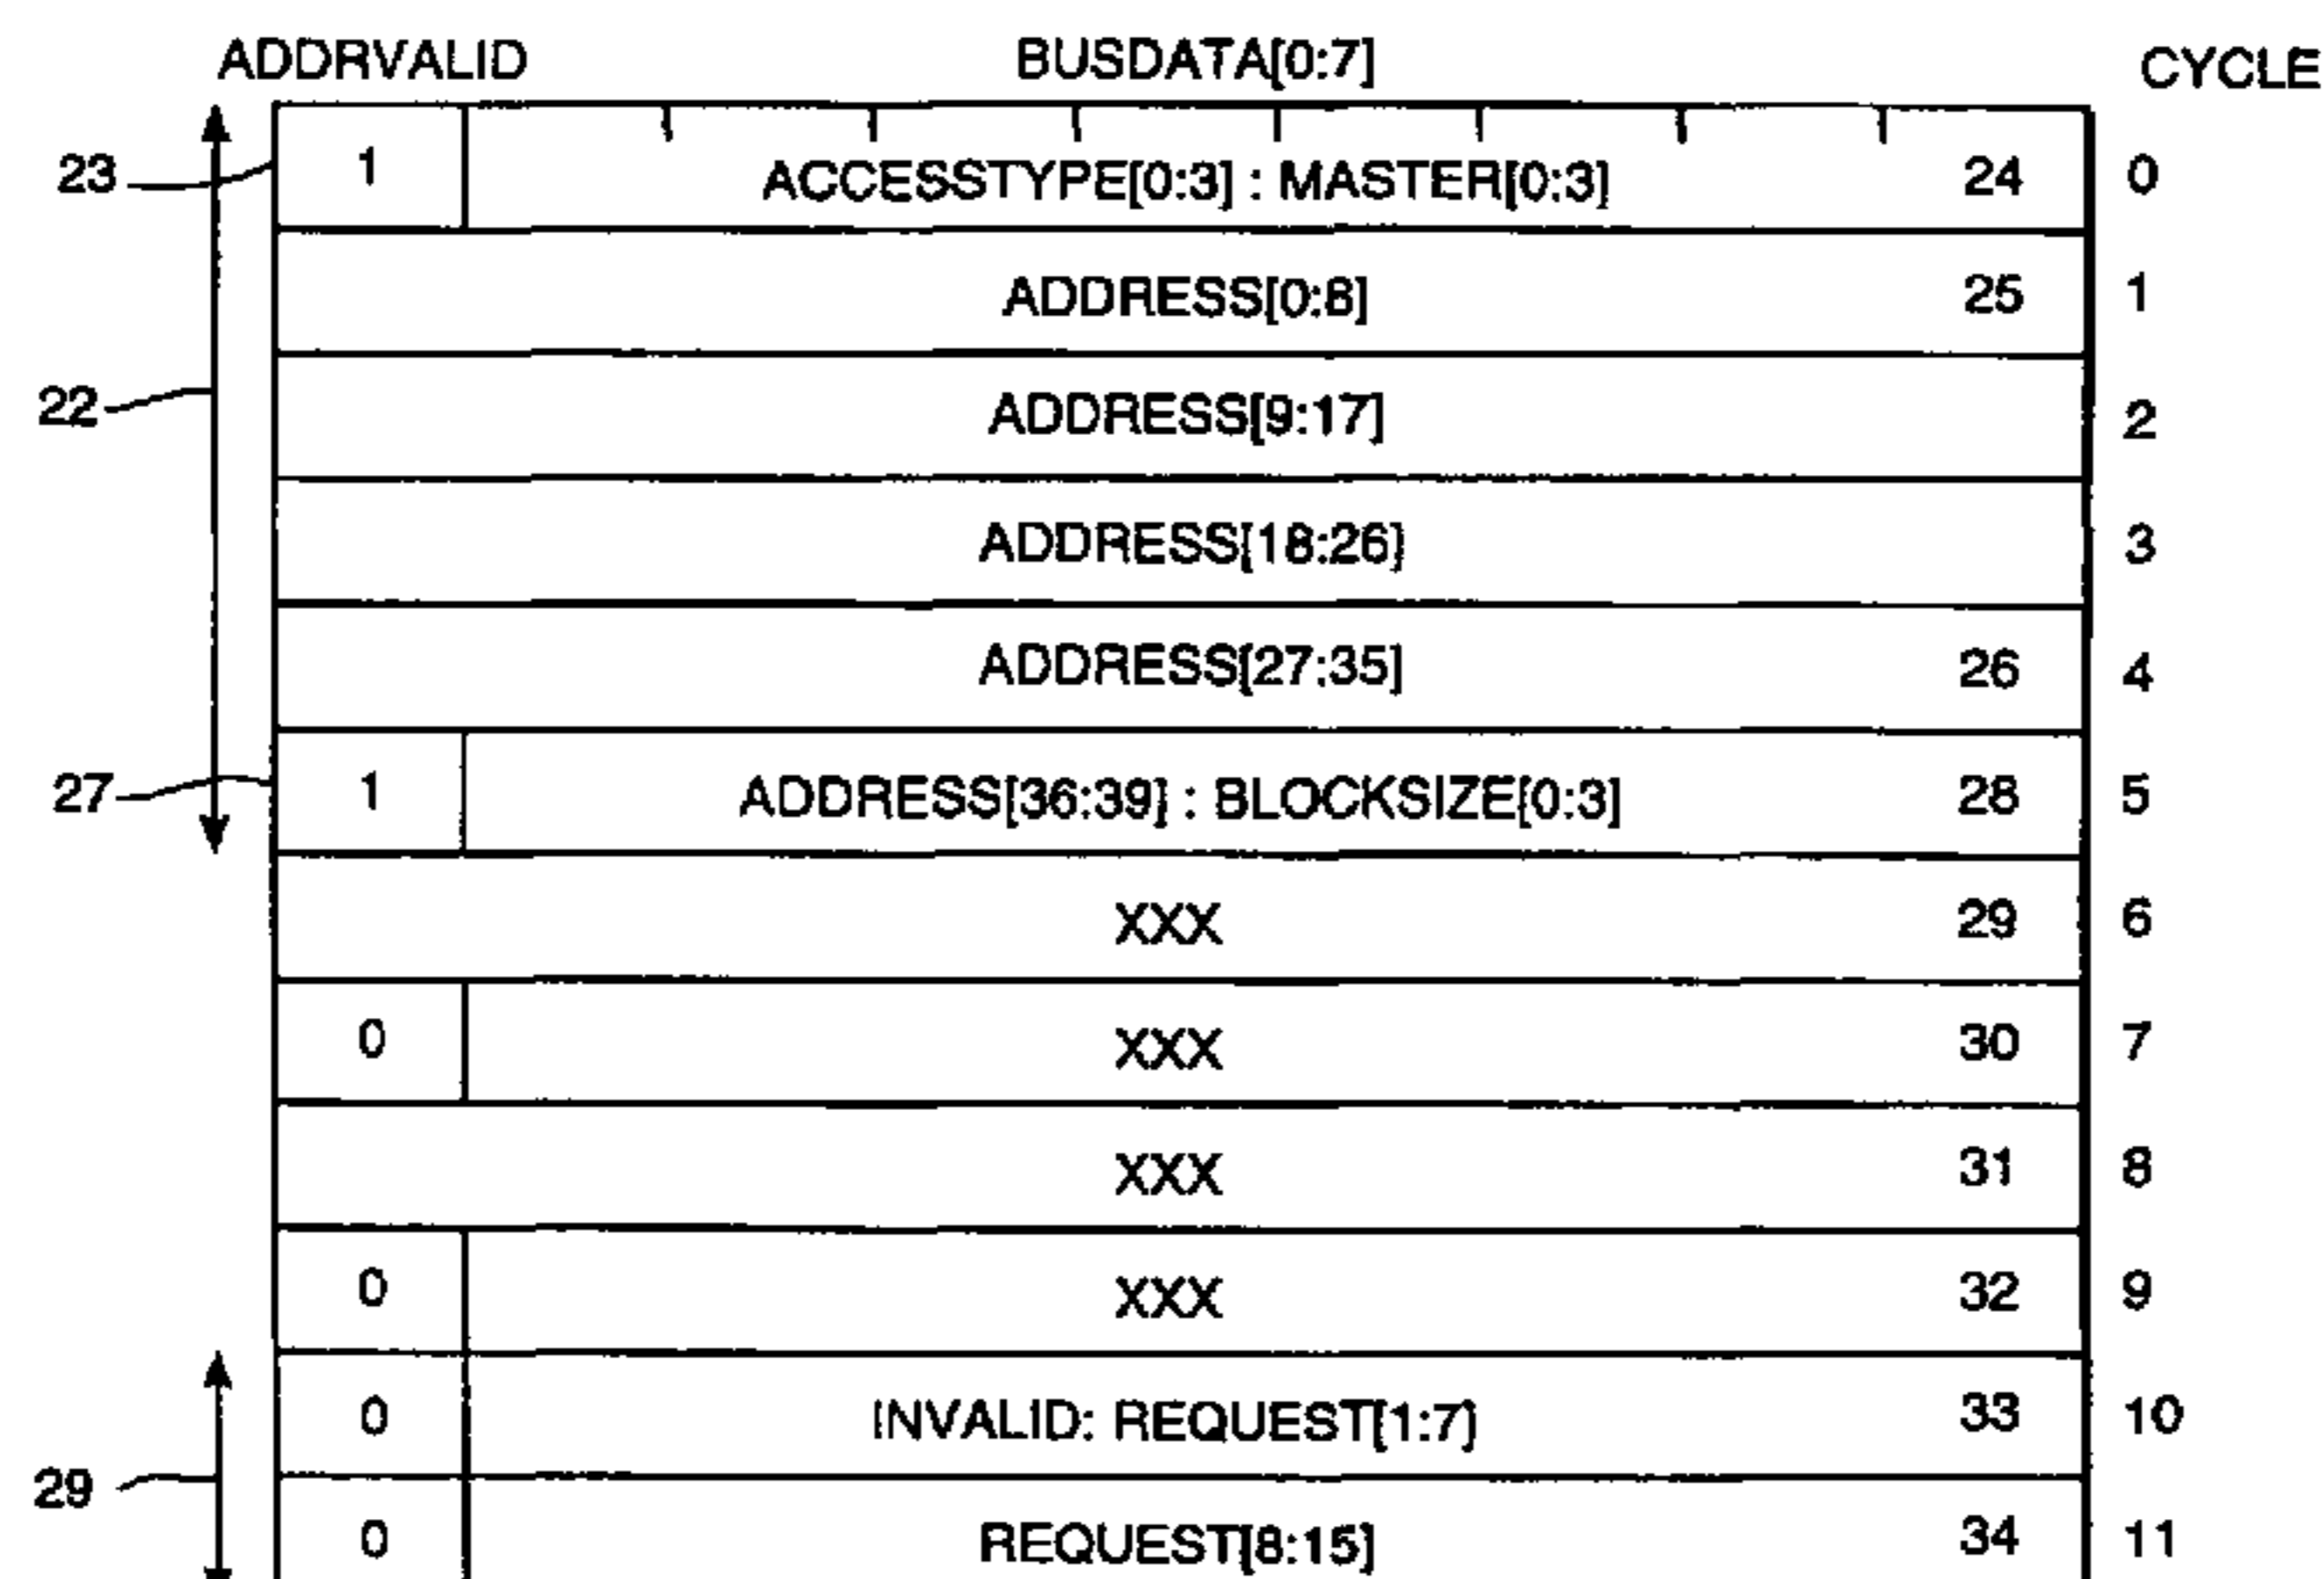 ADDRVALID BUSDATA[0:7] CYCLE
23 1 ACCESSTYPE[0:3] : MASTER[0:3] 24 0
ADDRESS[0:8] 25 1
22 ADDRESS[9:17] 2
ADDRESS[18:26] 3
ADDRESS[27:35] 26 4
27 1 ADDRESS[36:39] : BLOCKSIZE[0:3] 28 5
XXX 29 6
0 XXX 30 7
XXX 31 8
0 XXX 32 9
0 INVALID: REQUEST[1:7] 33 10
29
0 REQUEST[8:15] 34 11